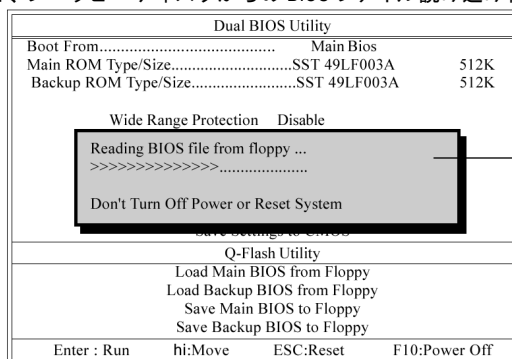 Dual BIOS Utility
Boot From.......................................... Main Bios
Main ROM Type/Size............................SST 49LF003A 512K
Backup ROM Type/Size.........................SST 49LF003A 512K
Wide Range Protection Disable
Reading BIOS file from floppy ...
>>>>>>>>>>>>>>>......................
Don't Turn Off Power or Reset System
Q-Flash Utility
Load Main BIOS from Floppy
Load Backup BIOS from Floppy
Save Main BIOS to Floppy
Save Backup BIOS to Floppy
Enter : Run hi:Move ESC:Reset F10:Power Off